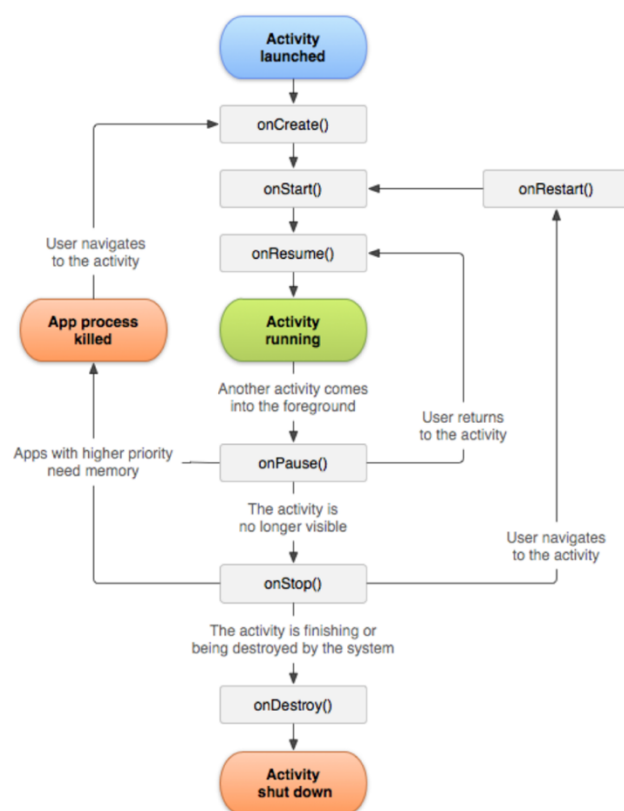 Activity
launched
onCreate()
onStart()
onRestart()
User navigates
to the activity
onResume()
App process
killed
Activity
running
Another activity comes
into the foreground
User returns
to the activity
Apps with higher priority
need memory
onPause()
The activity is
no longer visible
User navigates
to the activity
onStop()
The activity is finishing or
being destroyed by the system
onDestroy()
Activity
shut down